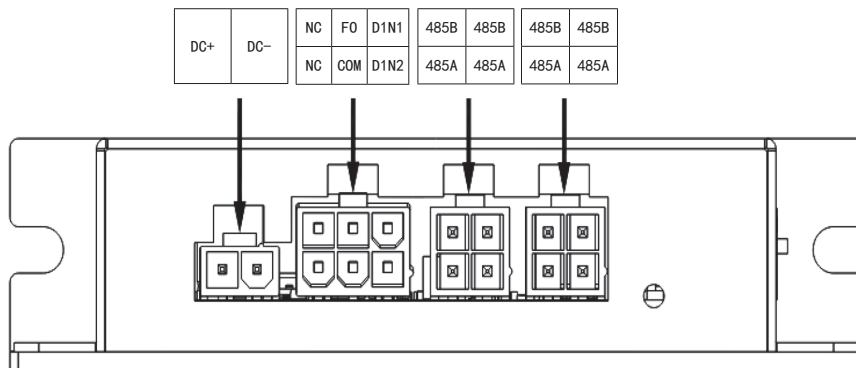 DC+ DC-
NC FO D1N1
NC COM D1N2
485B 485B
485A 485A
485B 485B
485A 485A